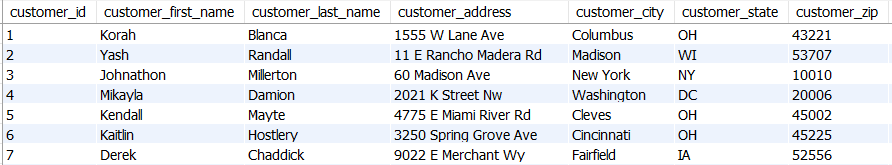 customer_id customer_first_name customer_last_name customer_address customer_city customer_state customer_zip
1 Korah Blanca 1555 W Lane Ave Columbus OH 43221
2 Yash Randall 11 E Rancho Madera Rd Madison WI 53707
3 Johnathon Millerton 60 Madison Ave New York NY 10010
4 Mikayla Damion 2021 K Street Nw Washington DC 20006
5 Kendall Mayte 4775 E Miami River Rd Cleves OH 45002
6 Kaitlin Hostlery 3250 Spring Grove Ave Cincinnati OH 45225
7 Derek Chaddick 9022 E Merchant Wy Fairfield IA 52556